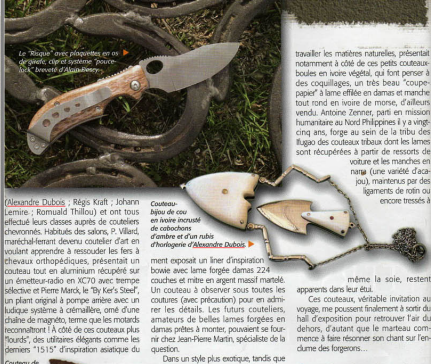 Le "Risque" avec plaquettes en os
de girafe, clip et système "pouce-
lock" breveté d'Alain Descy.
(Alexandre Dubois ; Régis Kraft ; Johann
Lemire ; Romuald Thillou) et ont tous
effectué leurs classes auprès de couteliers
chevronnés. Habitués des salons, P. Villard,
maréchal-ferrant devenu coutelier d'art en
voulant apprendre à ressouder les fers à
chevaux orthopédiques, présentait un
couteau tout en aluminium récupéré sur
un émetteur-radio en XC70 avec trempe
sélective et Pierre Marck, le "By Ker's Steel",
un pliant original à pompe arrière avec un
ludique système à crémaillère, orné d'une
chaîne de magnéto, terme que les motards
reconnaîtront ! A côté de ces couteaux plus
"lourds", des utilitaires élégants comme les
derniers "1515" d'inspiration asiatique du
Couteau de
Couteau-
bijou de cou
en ivoire incrusté
de cabochons
d'ambre et d'un rubis
d'horlogerie d'Alexandre Dubois.
ment exposit un liner d'inspiration
bowie avec lame forgée damas 224
couches et mitre en argent massif martelé.
Un couteau à observer sous toutes les
coutures (avec précaution) pour en admi-
rer les détails. Les futurs couteliers,
amateurs de belles lames forgées en
damas prêtes à monter, pouvaient se four-
nir chez Jean-Pierre Martin, spécialiste de la
question.
Dans un style plus exotique, tandis que
travailler les matières naturelles, présentait
notamment à côté de ces petits couteaux-
boules en ivoire végétal, qui font penser à
des coquillages, un très beau "coupe-
papier" à lame effilée en damas et manche
tout rond en ivoire de morse, d'ailleurs
vendu. Antoine Zenner, parti en mission
humanitaire au Nord Philippines il y a vingt-
cinq ans, forge au sein de la tribu des
Ifugao des couteaux tribaux dont les lames
sont récupérées à partir de ressorts de
voiture et les manches en
nara (une variété d'aca-
jou), maintenus par des
ligaments de rotin ou
encore tressés à
même la soie, restent
apparents dans leur étui.
Ces couteaux, véritable invitation au
voyage, me poussent finalement à sortir du
hall d'exposition pour retrouver l'air du
dehors, d'autant que le marteau com-
mence à faire résonner son chant sur l'en-
clume des forgerons...